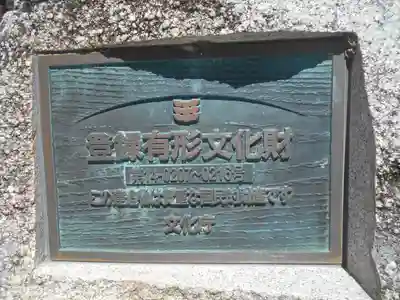 登録有形文化財
この建造物は貴重な国民的財産です
文化庁